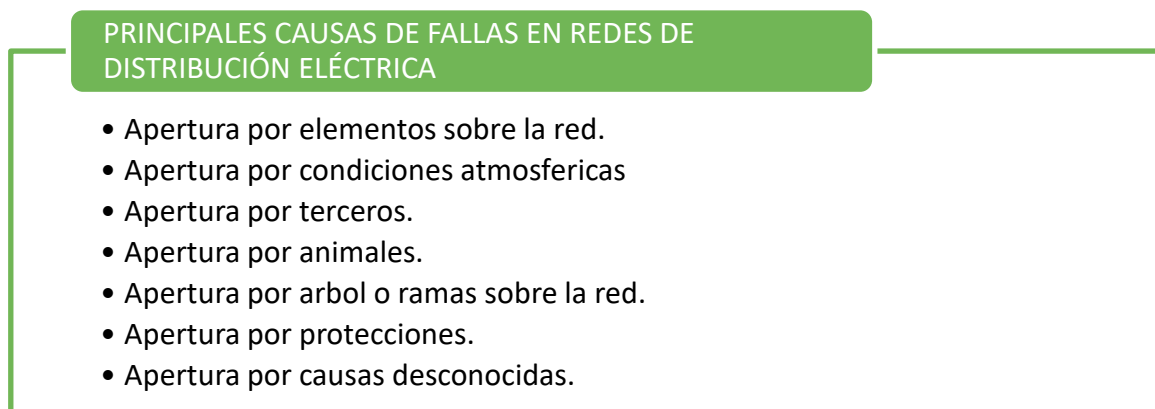 PRINCIPALES CAUSAS DE FALLAS EN REDES DE
DISTRIBUCIÓN ELÉCTRICA
• Apertura por elementos sobre la red.
• Apertura por condiciones atmosfericas
• Apertura por terceros.
• Apertura por animales.
• Apertura por arbol o ramas sobre la red.
• Apertura por protecciones.
• Apertura por causas desconocidas.